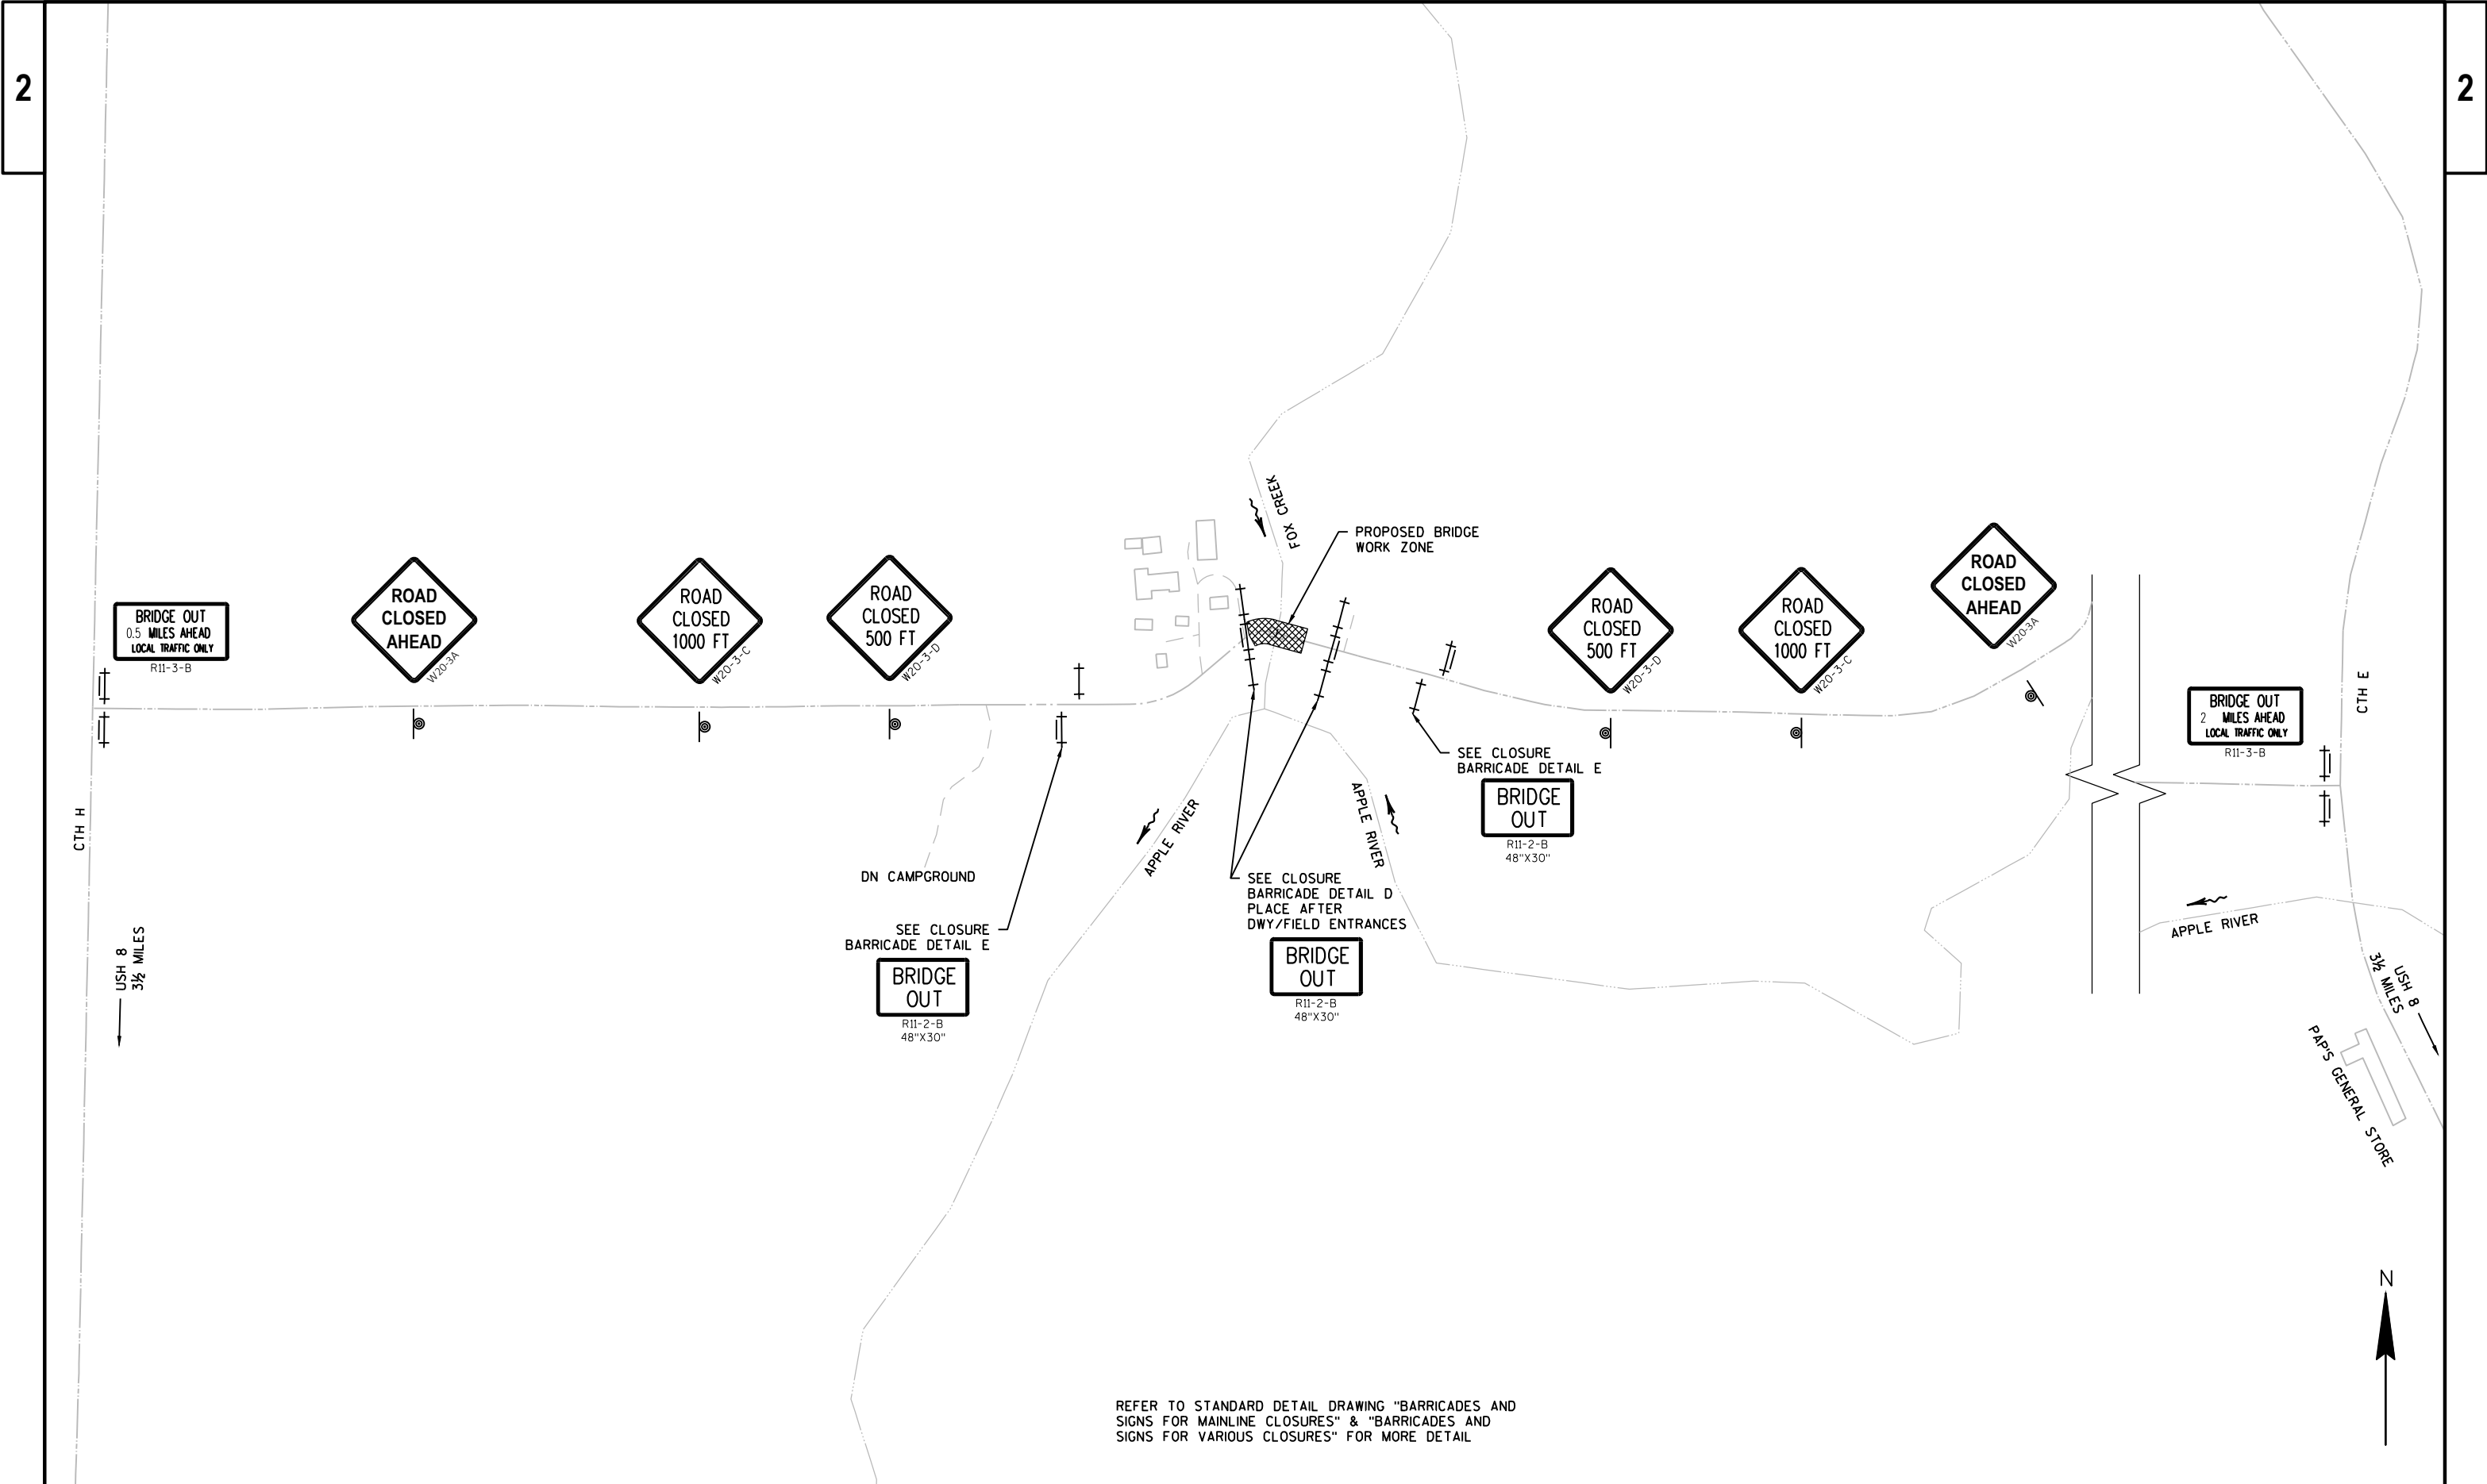 2
2
FOX CREEK
PROPOSED BRIDGE
WORK ZONE
BRIDGE OUT
0.5 MILES AHEAD
LOCAL TRAFFIC ONLY
R11-3-B
ROAD
CLOSED
AHEAD
W20-3A
ROAD
CLOSED
1000 FT
W20-3-C
ROAD
CLOSED
500 FT
W20-3-D
ROAD
CLOSED
500 FT
W20-3-D
ROAD
CLOSED
1000 FT
W20-3-C
ROAD
CLOSED
AHEAD
W20-3A
BRIDGE OUT
2 MILES AHEAD
LOCAL TRAFFIC ONLY
R11-3-B
CTH E
CTH H
SEE CLOSURE
BARRICADE DETAIL E
BRIDGE
OUT
R11-2-B
48"X30"
APPLE RIVER
APPLE RIVER
DN CAMPGROUND
SEE CLOSURE
BARRICADE DETAIL D
PLACE AFTER
DWY/FIELD ENTRANCES
BRIDGE
OUT
R11-2-B
48"X30"
SEE CLOSURE
BARRICADE DETAIL E
BRIDGE
OUT
R11-2-B
48"X30"
USH 8
3½ MILES
APPLE RIVER
USH 8
3½ MILES
PAP'S GENERAL STORE
N
REFER TO STANDARD DETAIL DRAWING "BARRICADES AND
SIGNS FOR MAINLINE CLOSURES" & "BARRICADES AND
SIGNS FOR VARIOUS CLOSURES" FOR MORE DETAIL